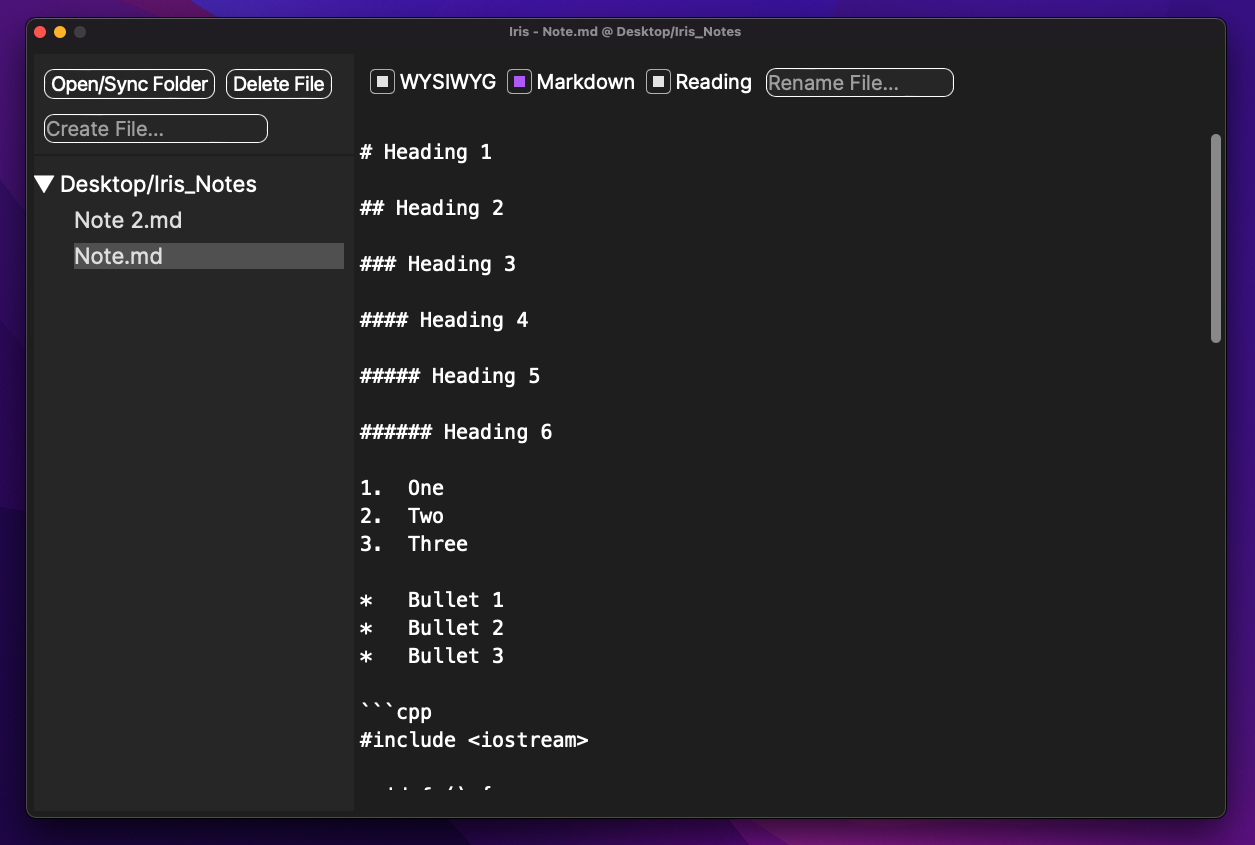 Iris - Note.md @ Desktop/Iris_Notes
Open/Sync Folder Delete File
Create File...
Desktop/Iris_Notes
Note 2.md
Note.md
WYSIWYG Markdown Reading Rename File...
# Heading 1
## Heading 2
### Heading 3
#### Heading 4
##### Heading 5
###### Heading 6
1.  One
2.  Two
3.  Three
*   Bullet 1
*   Bullet 2
*   Bullet 3
```cpp
#include <iostream>